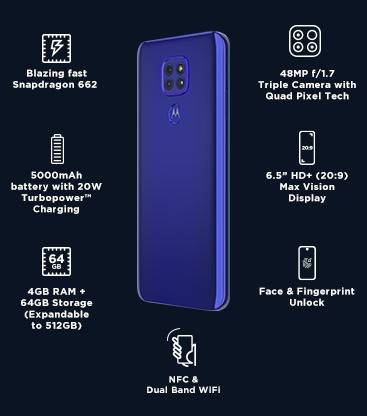 Blazing fast
Snapdragon 662
48MP f/1.7
Triple Camera with
Quad Pixel Tech
5000mAh
battery with 20W
Turbopower™
Charging
20:9
6.5” HD+ (20:9)
Max Vision
Display
64
GB
4GB RAM +
64GB Storage
(Expandable
to 512GB)
Face & Fingerprint
Unlock
NFC &
Dual Band WiFi